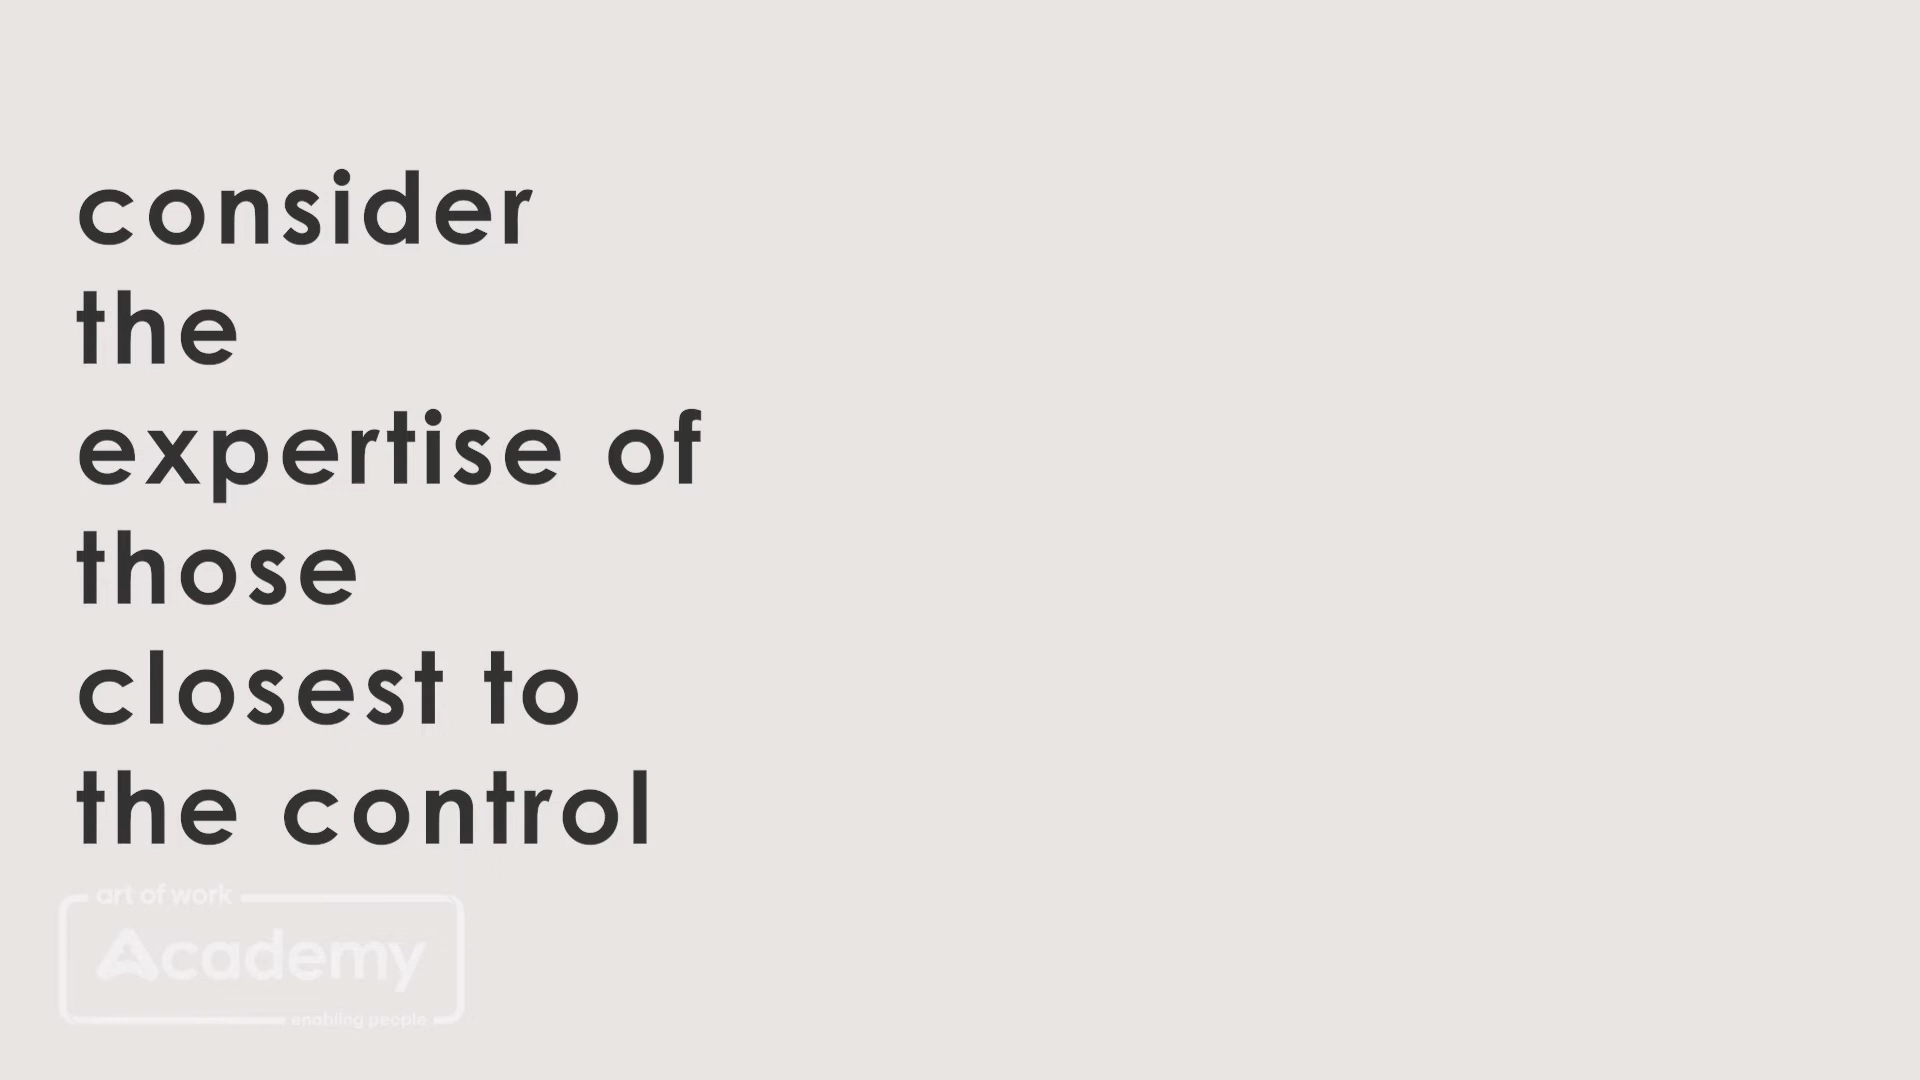 consider
the
expertise of
those
closest to
the control
art of work
Academy
enabling people